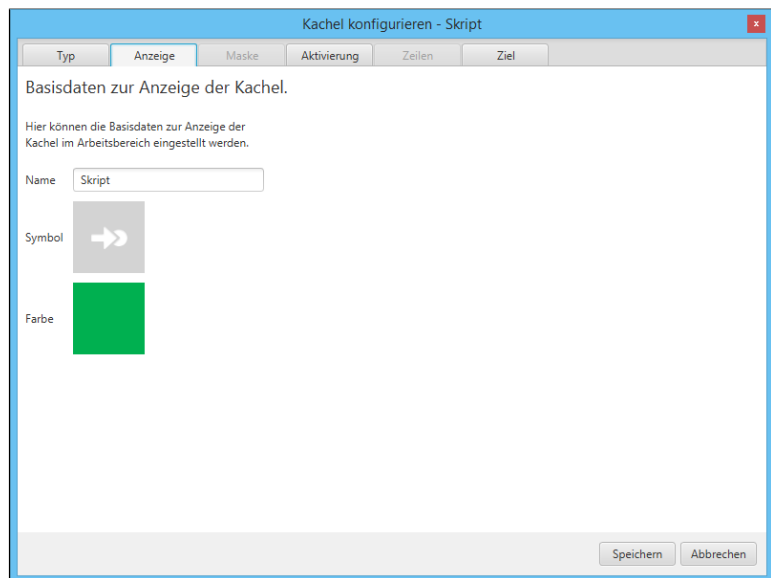 Kachel konfigurieren - Skript
x
Typ Anzeige Maske Aktivierung Zeilen Ziel
Basisdaten zur Anzeige der Kachel.
Hier können die Basisdaten zur Anzeige der
Kachel im Arbeitsbereich eingestellt werden.
Name Skript
Symbol
Farbe
Speichern Abbrechen